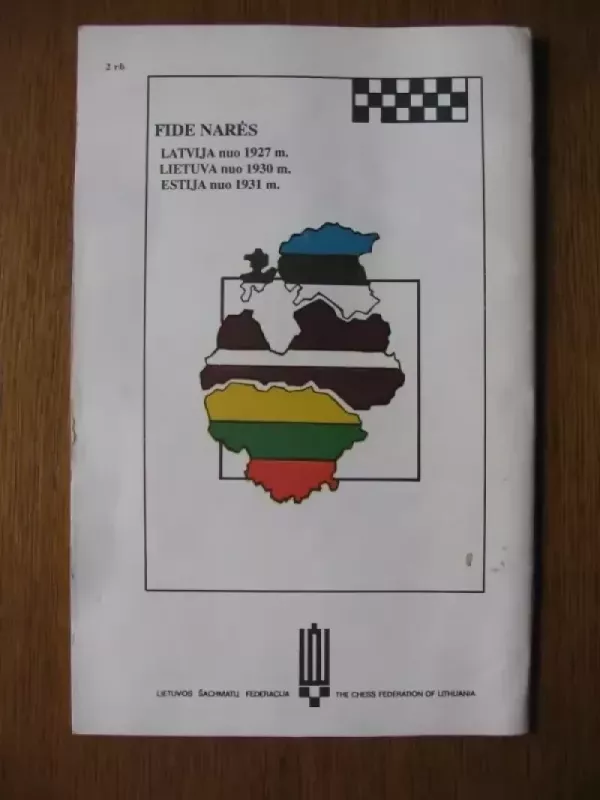 2 rb
FIDE NARĖS
LATVIJA nuo 1927 m.
LIETUVA nuo 1930 m.
ESTIJA nuo 1931 m.
LIETUVOS ŠACHMATŲ FEDERACIJA THE CHESS FEDERATION OF LITHUANIA